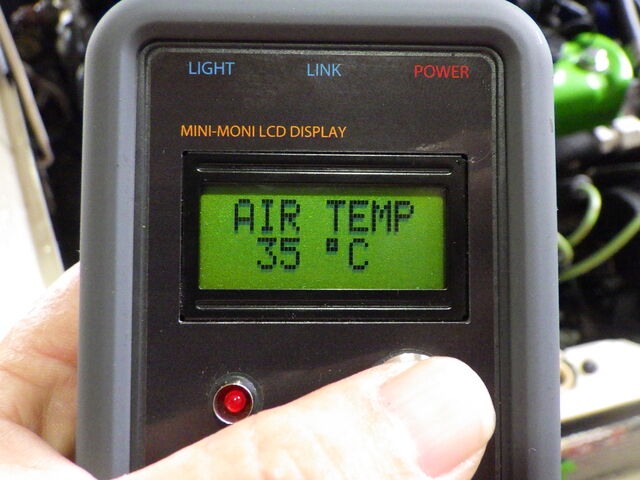 LIGHT LINK POWER
MINI-MONI LCD DISPLAY
AIR TEMP
35 °C